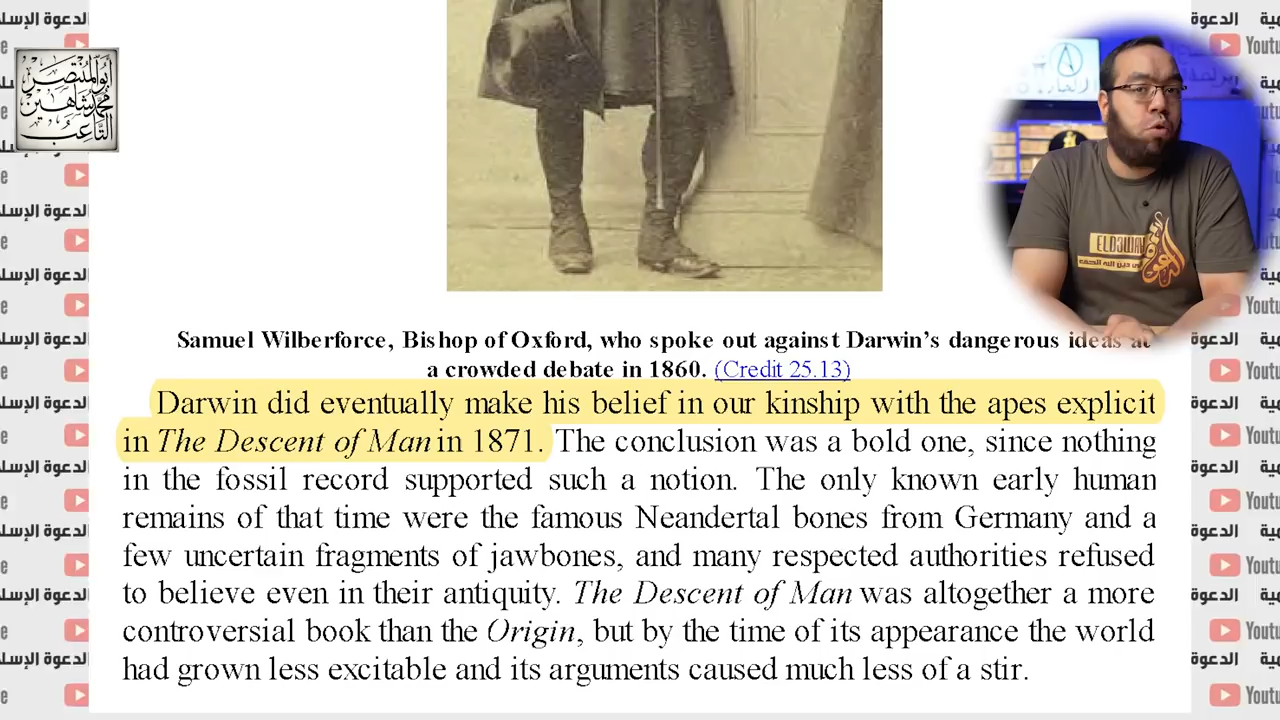 أبو المنتصر
محمد شاهين
التاعب
ELDA3WAH
Samuel Wilberforce, Bishop of Oxford, who spoke out against Darwin’s dangerous ideas at
a crowded debate in 1860. (Credit 25.13)
Darwin did eventually make his belief in our kinship with the apes explicit
in The Descent of Man in 1871. The conclusion was a bold one, since nothing
in the fossil record supported such a notion. The only known early human
remains of that time were the famous Neandertal bones from Germany and a
few uncertain fragments of jawbones, and many respected authorities refused
to believe even in their antiquity. The Descent of Man was altogether a more
controversial book than the Origin, but by the time of its appearance the world
had grown less excitable and its arguments caused much less of a stir.